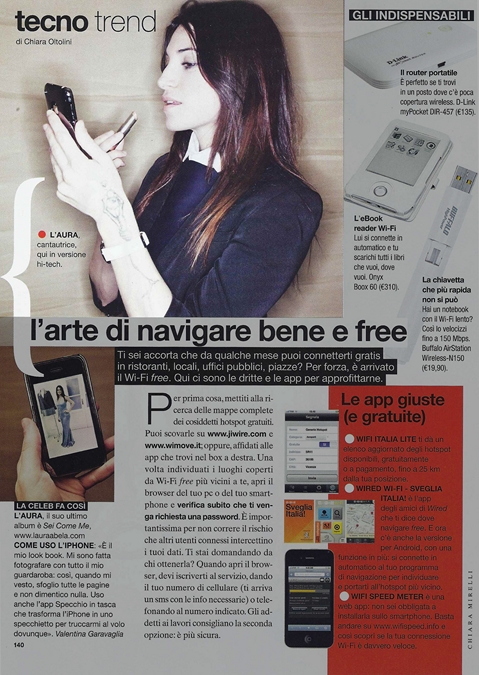 tecno trend
di Chiara Oltolini
GLI INDISPENSABILI
D-Link
Il router portatile
È perfetto se ti trovi
in un posto dove c'è poca
copertura wireless. D-Link
myPocket DIR-457 (€135).
L'eBook
reader Wi-Fi
Lui si connette in
automatico e tu
scarichi tutti i libri
che vuoi, dove
vuoi. Onyx
Boox 60 (€310).
BUFFALO
La chiavetta
che più rapida
non si può
Hai un notebook
con il Wi-Fi lento?
Così lo velocizzi
fino a 150 Mbps.
Buffalo AirStation
Wireless-N150
(€19,90).
L'AURA,
cantautrice,
qui in versione
hi-tech.
l'arte di navigare bene e free
Ti sei accorta che da qualche mese puoi connetterti gratis
in ristoranti, locali, uffici pubblici, piazze? Per forza, è arrivato
il Wi-Fi free. Qui ci sono le dritte e le app per approfittarne.
LA CELEB FA COSÌ
L'AURA, il suo ultimo
album è Sei Come Me,
www.lauraabela.com
COME USO L'IPHONE: «È il
mio look book. Mi sono fatta
fotografare con tutto il mio
guardaroba: così, quando mi
vesto, sfoglio tutte le pagine
e non dimentico nulla. Uso
anche l'app Specchio in tasca
che trasforma l'iPhone in uno
specchietto per truccarmi al volo
dovunque». Valentina Garavaglia
140
Per prima cosa, mettiti alla ri-
cerca delle mappe complete
dei cosiddetti hotspot gratuiti.
Puoi scovarle su www.jiwire.com e
www.wimove.it; oppure, affidati alle
app che trovi nel box a destra. Una
volta individuati i luoghi coperti
da Wi-Fi free più vicini a te, apri il
browser del tuo pc o del tuo smart-
phone e verifica subito che ti ven-
ga richiesta una password. È impor-
tantissima per non correre il rischio
che altri utenti connessi intercettino
i tuoi dati. Ti stai domandando da
chi ottenerla? Quando apri il brow-
ser, devi iscriverti al servizio, dando
il tuo numero di cellulare (ti arriva
un sms con le info necessarie) o tele-
fonando al numero indicato. Gli ad-
detti ai lavori consigliano la seconda
opzione: è più sicura.
Le app giuste
(e gratuite)
WIFI ITALIA LITE ti dà un
elenco aggiornato degli hotspot
disponibili, gratuitamente
o a pagamento, fino a 25 km
dalla tua posizione.
WIRED WI-FI - SVEGLIA
ITALIA! è l'app
degli amici di Wired
che ti dice dove
navigare free. E ora
c'è anche la versione
per Android, con una
funzione in più: si connette in
automatico al tuo programma
di navigazione per individuare
e portarti all'hotspot più vicino.
WIFI SPEED METER è una
web app: non sei obbligata a
installarla sullo smartphone. Basta
andare su www.wifispeed.info e
così scopri se la tua connessione
Wi-Fi è davvero veloce.
Sveglia
Italia!
CHIARA MIRELLI